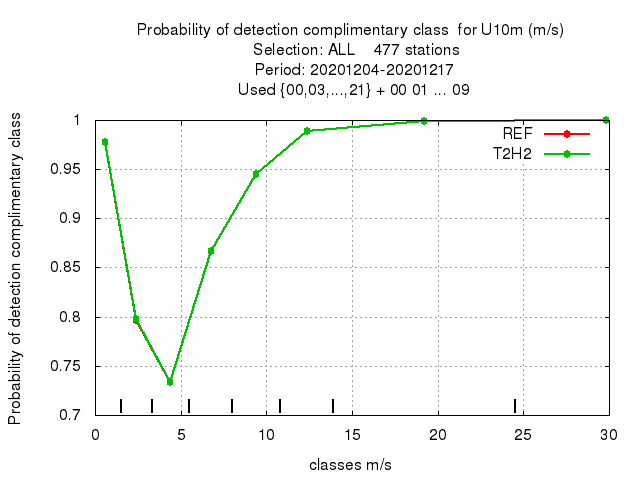 Probability of detection complimentary class  for U10m (m/s)
Selection: ALL    477 stations
Period: 20201204-20201217
Used {00,03,...,21} + 00 01 ... 09
Probability of detection complimentary class
1
0.95
0.9
0.85
0.8
0.75
0.7
REF
T2H2
0 5 10 15 20 25 30
classes m/s